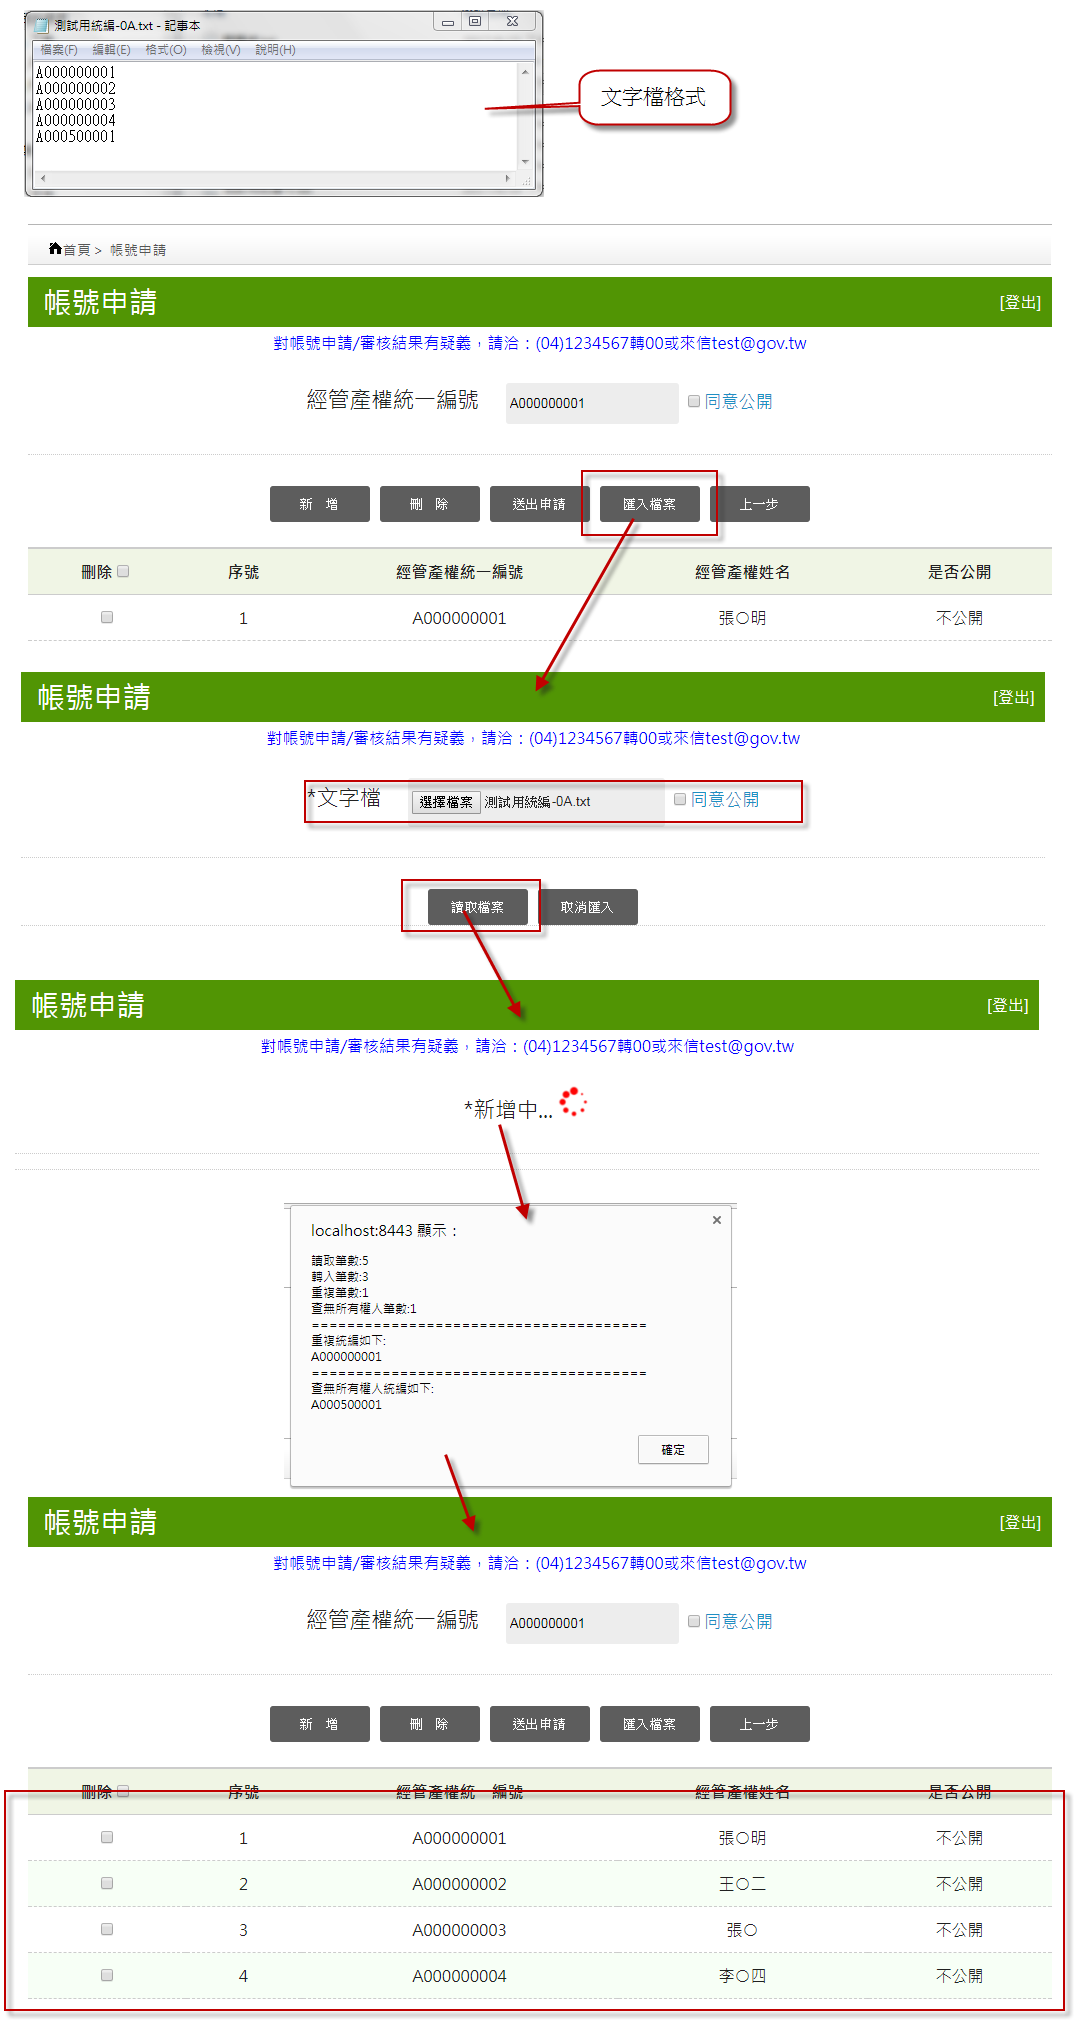 測試用統編-0A.txt - 記事本
檔案(F) 編輯(E) 格式(O) 檢視(V) 說明(H)
A000000001
A000000002
A000000003
A000000004
A000500001
文字檔格式
首頁 > 帳號申請
帳號申請 [登出]
對帳號申請/審核結果有疑義，請洽：(04)1234567轉00或來信test@gov.tw
經管產權統一編號 A000000001 同意公開
新 增 刪 除 送出申請 匯入檔案 上一步
刪除 序號 經管產權統一編號 經管產權姓名 是否公開
1 A000000001 張〇明 不公開
帳號申請 [登出]
對帳號申請/審核結果有疑義，請洽：(04)1234567轉00或來信test@gov.tw
*文字檔 選擇檔案 測試用統編-0A.txt 同意公開
讀取檔案 取消匯入
帳號申請 [登出]
對帳號申請/審核結果有疑義，請洽：(04)1234567轉00或來信test@gov.tw
*新增中...
localhost:8443 顯示：
讀取筆數:5
轉入筆數:3
重複筆數:1
查無所有權人筆數:1
======================================
重複統編如下:
A000000001
======================================
查無所有權人統編如下:
A000500001
確定
帳號申請 [登出]
對帳號申請/審核結果有疑義，請洽：(04)1234567轉00或來信test@gov.tw
經管產權統一編號 A000000001 同意公開
新 增 刪 除 送出申請 匯入檔案 上一步
刪除 序號 經管產權統一編號 經管產權姓名 是否公開
1 A000000001 張〇明 不公開
2 A000000002 王〇二 不公開
3 A000000003 張〇 不公開
4 A000000004 李〇四 不公開